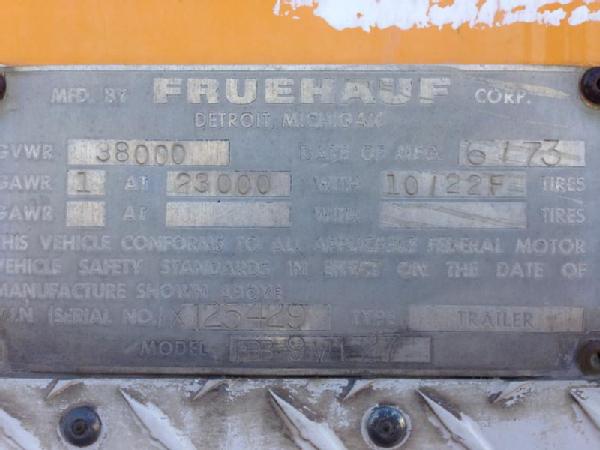 MFD. BY FRUEHAUF CORP.
DETROIT, MICHIGAN
GVWR 38000 DATE OF MFG. 6/73
GAWR 1 AT 23000 WITH 10/22F TIRES
GAWR AT WITH TIRES
THIS VEHICLE CONFORMS TO ALL APPLICABLE FEDERAL MOTOR
VEHICLE SAFETY STANDARDS IN EFFECT ON THE DATE OF
MANUFACTURE SHOWN ABOVE
V.I.N (SERIAL NO.) X125429 TYPE TRAILER
MODEL